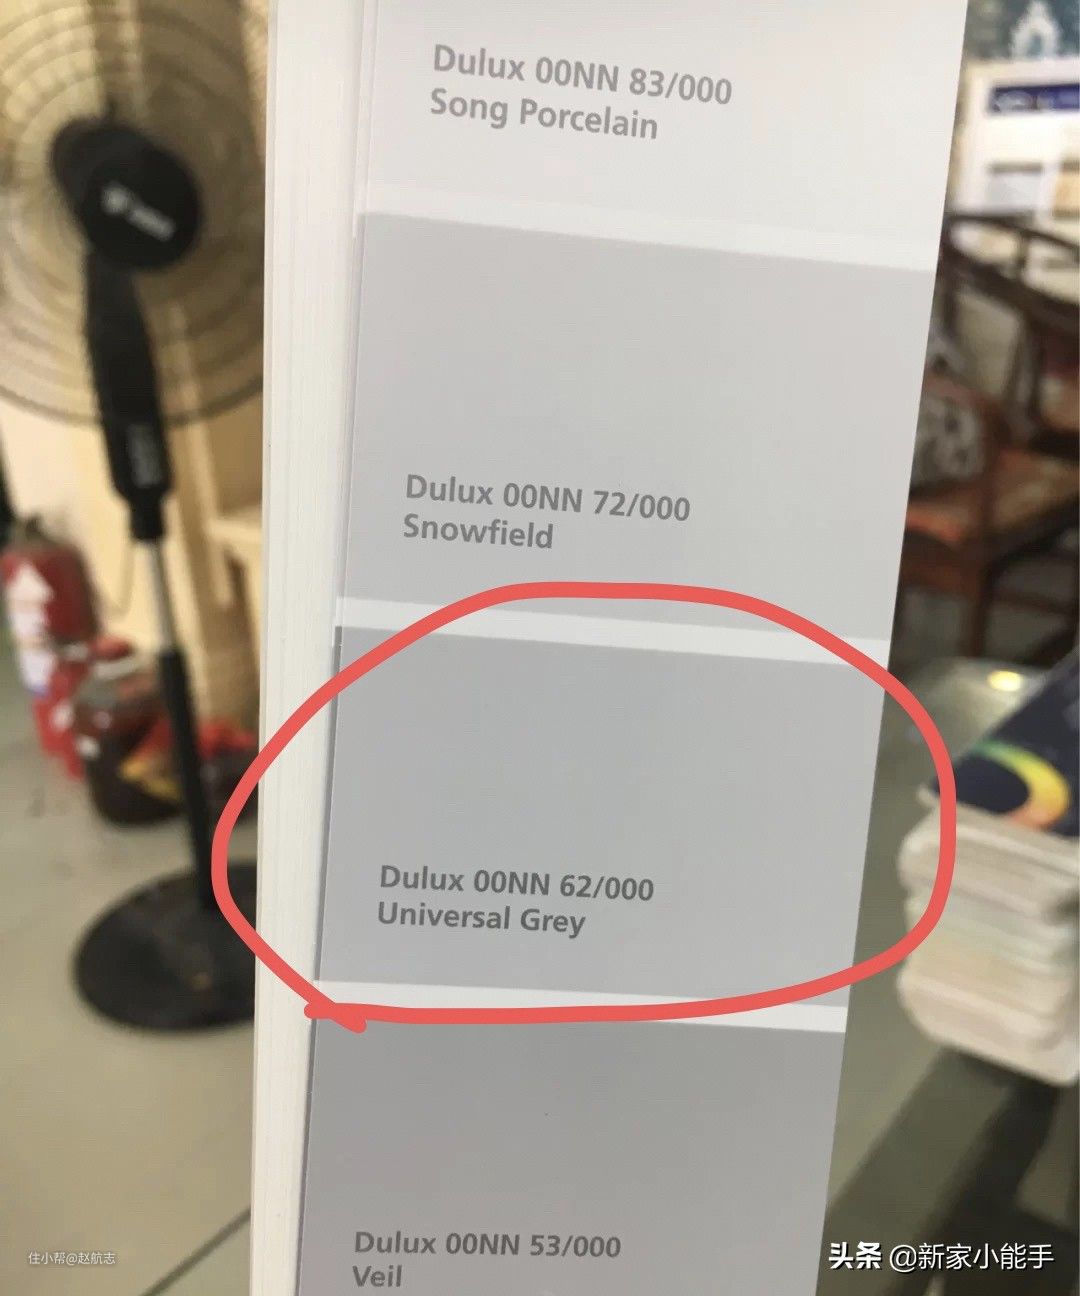 Dulux 00NN 83/000
Song Porcelain
Dulux 00NN 72/000
Snowfield
Dulux 00NN 62/000
Universal Grey
Dulux 00NN 53/000
Veil
住小帮@赵航志
头条 @新家小能手